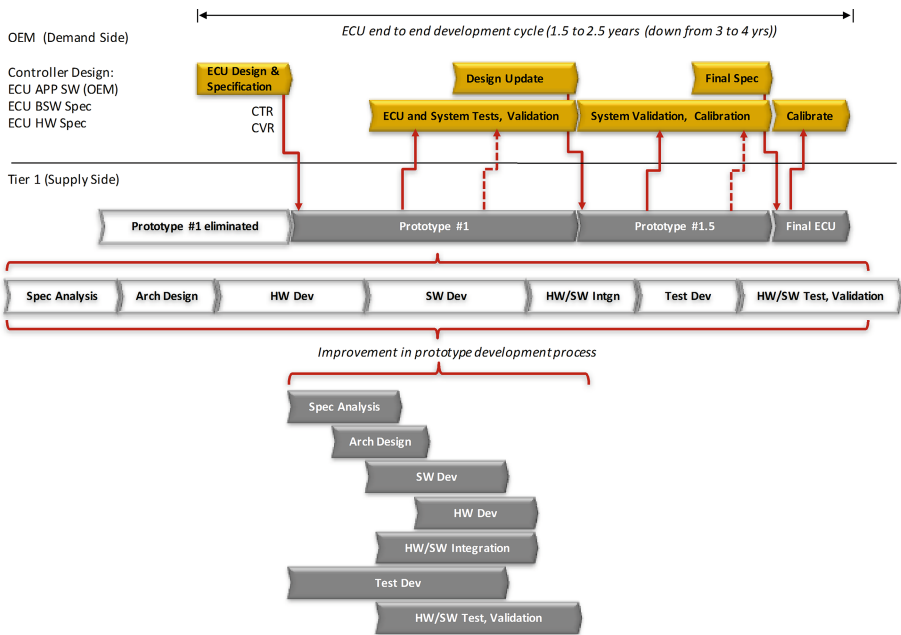 ECU end to end development cycle (1.5 to 2.5 years (down from 3 to 4 yrs))
OEM (Demand Side)
Controller Design:
ECU APP SW (OEM)
ECU BSW Spec
ECU HW Spec
ECU Design &
Specification
Design Update
Final Spec
CTR
CVR
ECU and System Tests, Validation
System Validation, Calibration
Calibrate
Tier 1 (Supply Side)
Prototype #1 eliminated
Prototype #1
Prototype #1.5
Final ECU
Spec Analysis
Arch Design
HW Dev
SW Dev
HW/SW Intgn
Test Dev
HW/SW Test, Validation
Improvement in prototype development process
Spec Analysis
Arch Design
SW Dev
HW Dev
HW/SW Integration
Test Dev
HW/SW Test, Validation